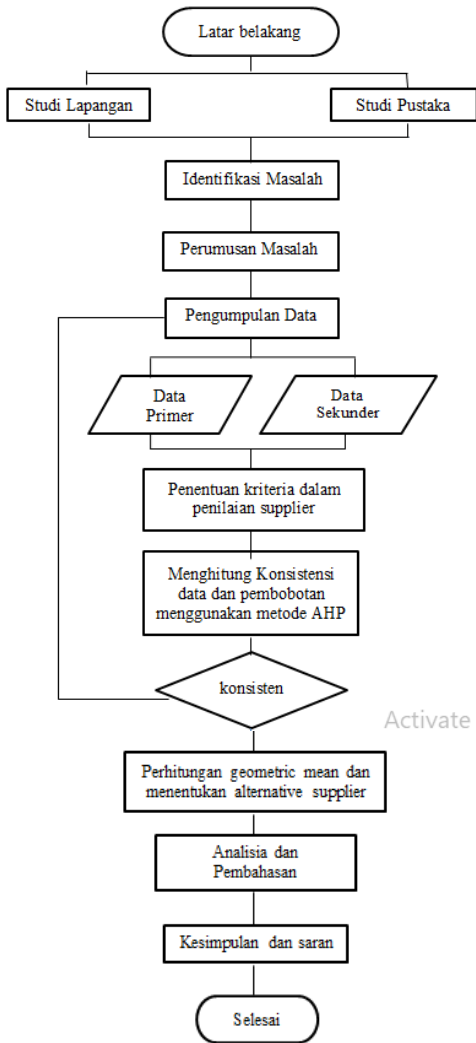 Latar belakang
Studi Lapangan
Studi Pustaka
Identifikasi Masalah
Perumusan Masalah
Pengumpulan Data
Data
Primer
Data
Sekunder
Penentuan kriteria dalam
penilaian supplier
Menghitung Konsistensi
data dan pembobotan
menggunakan metode AHP
konsisten
Activate
Perhitungan geometric mean dan
menentukan alternative supplier
Analisia dan
Pembahasan
Kesimpulan dan saran
Selesai